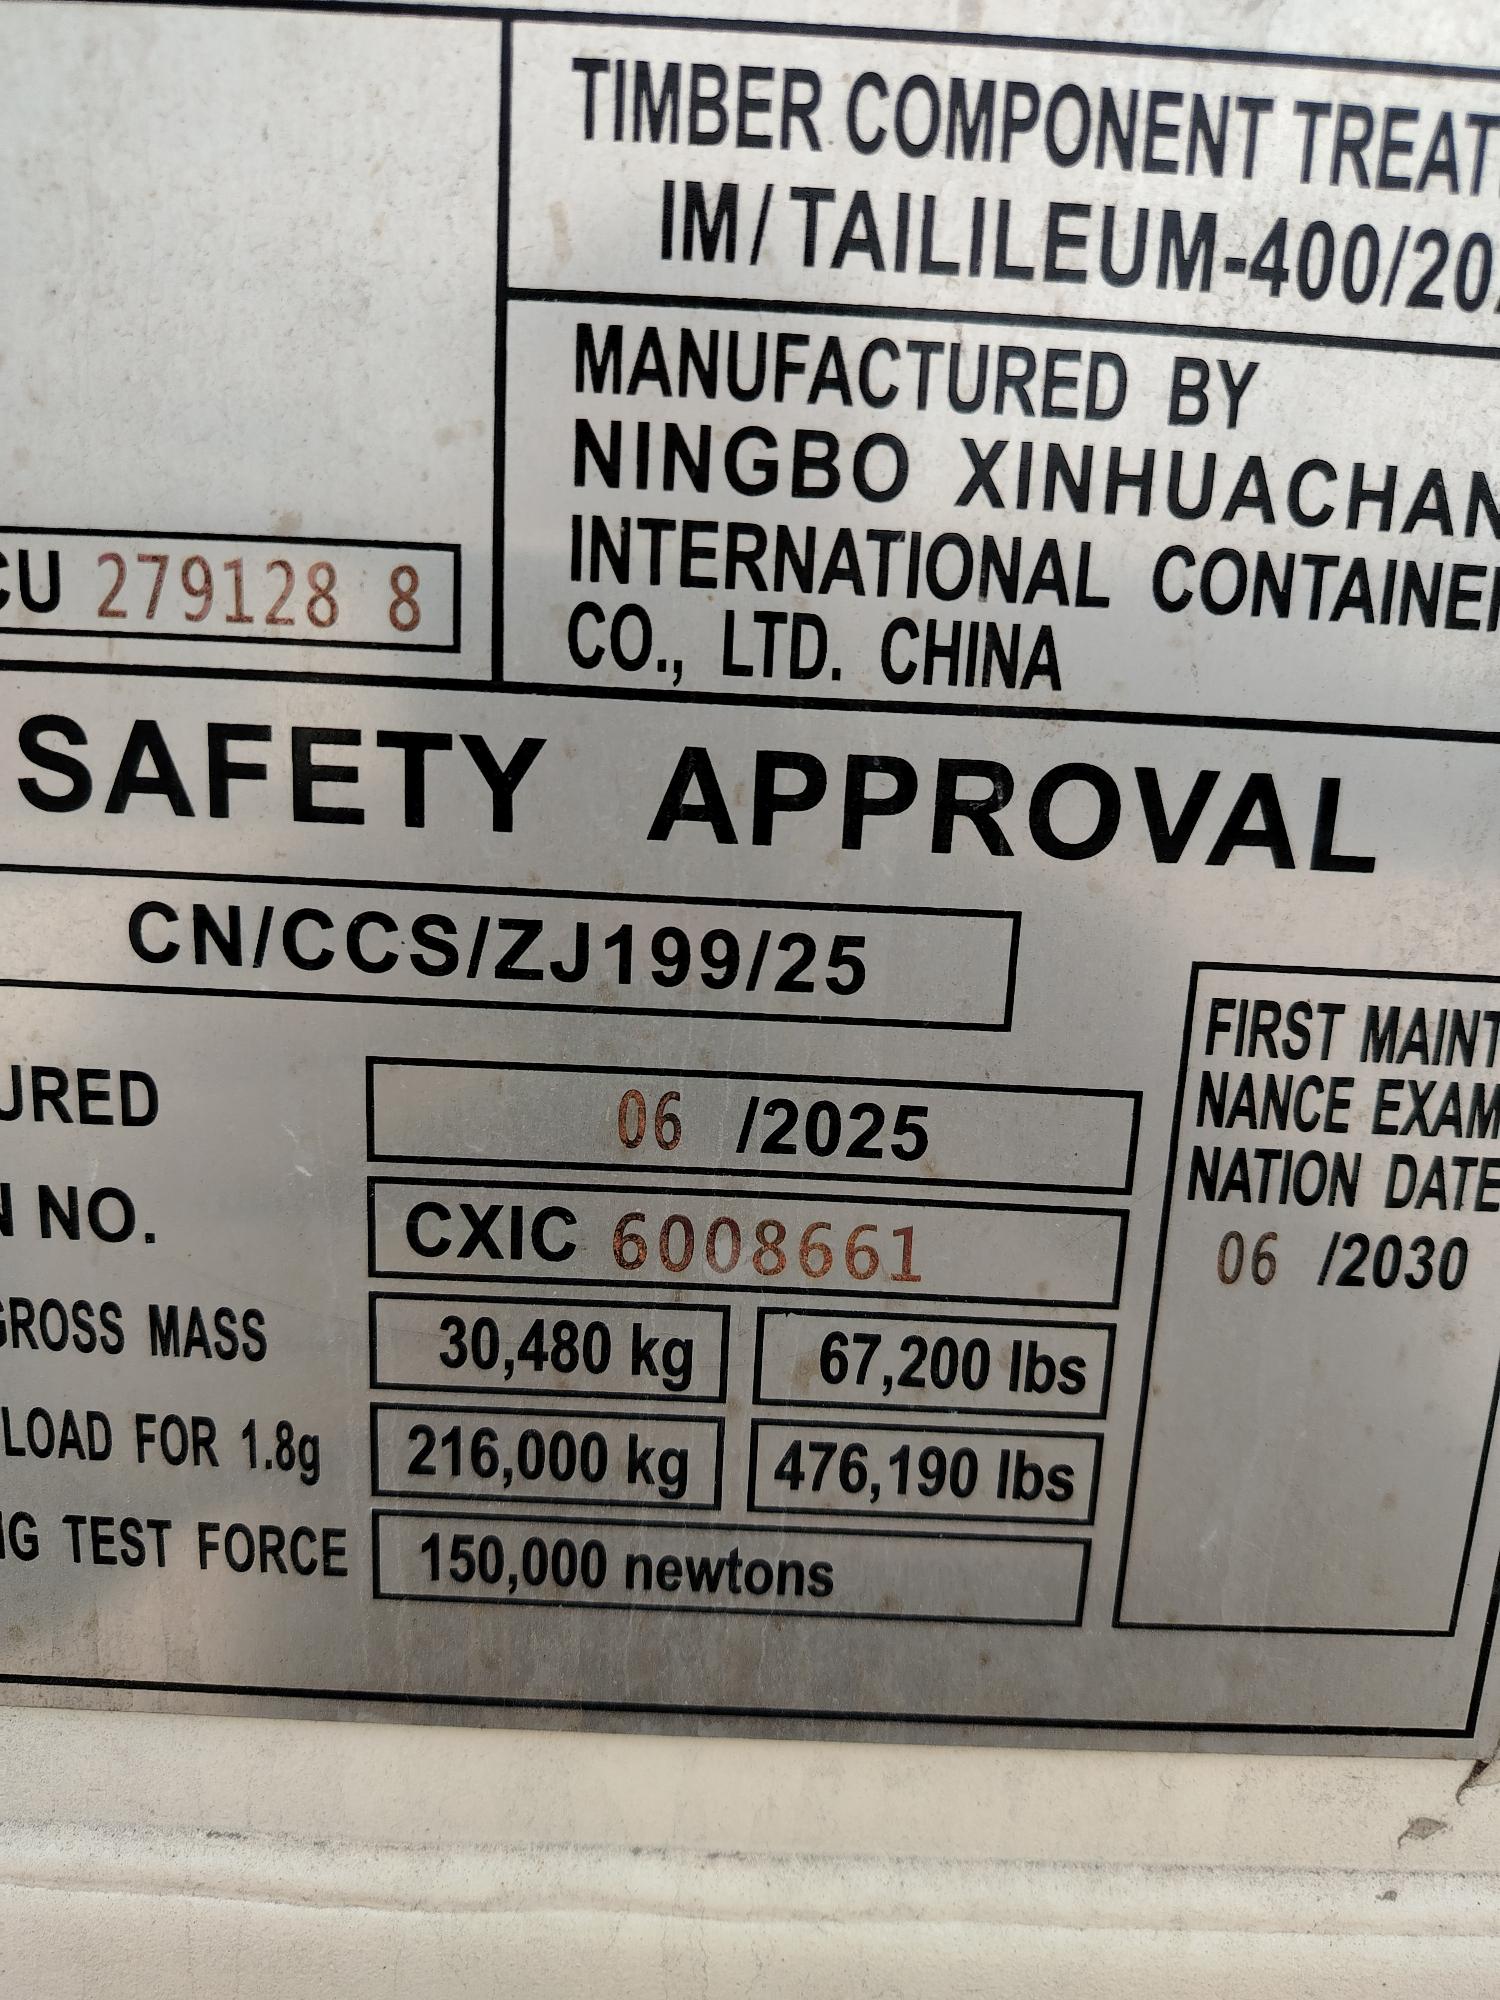 TIMBER COMPONENT TREAT
IM/TAILILEUM-400/20
MANUFACTURED BY
NINGBO XINHUACHAN
INTERNATIONAL CONTAINER
CO., LTD. CHINA
CU 279128 8
SAFETY APPROVAL
CN/CCS/ZJ199/25
URED 06 /2025
N NO. CXIC 6008661
GROSS MASS 30,480 kg 67,200 lbs
LOAD FOR 1.8g 216,000 kg 476,190 lbs
NG TEST FORCE 150,000 newtons
FIRST MAINT
NANCE EXAM
NATION DATE
06 /2030